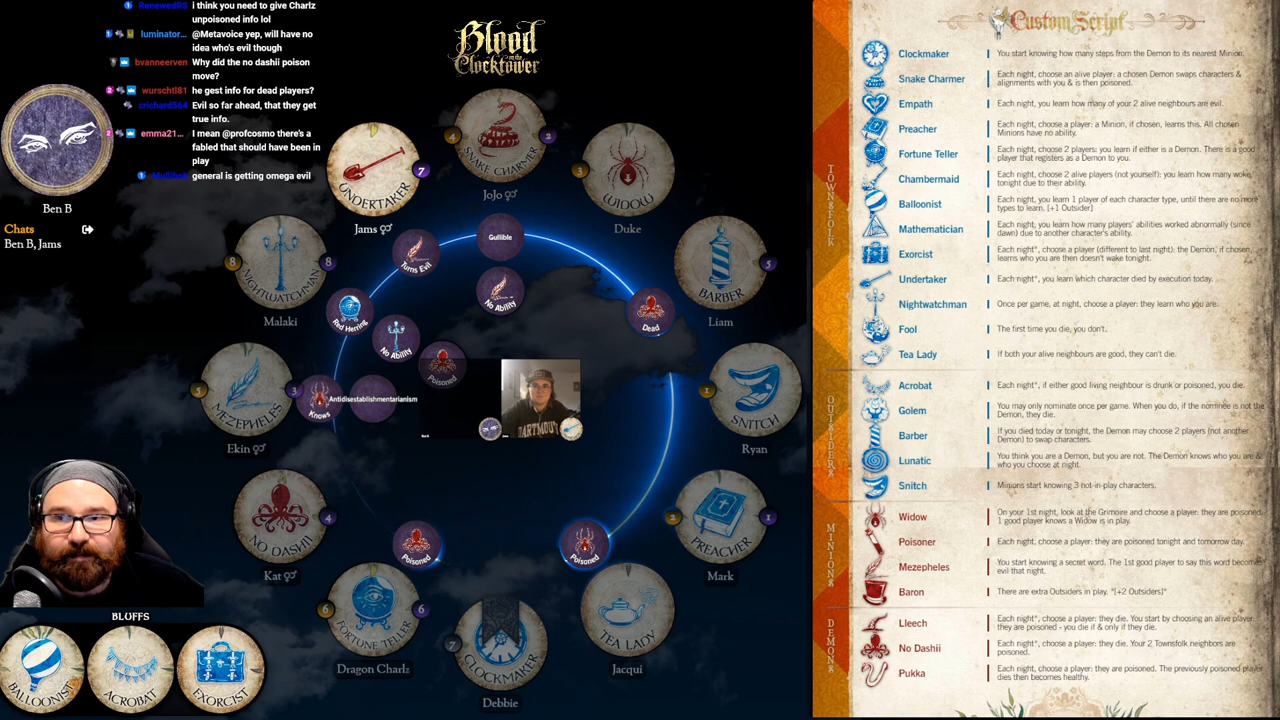 RenewedRS i think you need to give Charlz
unpoisoned info lol
luminator... @Metavoice yep, will have no
idea who's evil though
bvanneerven Why did the no dashii poison
move?
wurschtl81 he gest info for dead players?
crichard564 Evil so far ahead, that they get
true info.
emma21... I mean @profcosmo there's a
fabled that should have been in
play
general is getting omega evil
Ben B
Chats
Ben B, Jams
Blood
on the
Clocktower
UNDERTAKER
7
Jams
4
SNAKE CHARMER
2
JoJo
3
WIDOW
Duke
BARBER
5
Liam
1
SNITCH
Ryan
2
PREACHER
1
Mark
TEA LADY
Jacqui
7
CLOCKMAKER
Debbie
6
FORTUNE TELLER
6
Dragon Charlz
NO DASHII
4
Kat
5
MEZEPHELES
3
Ekin
8
NIGHTWATCHMAN
8
Malaki
Turns Evil
Gullible
No Ability
Dead
Red Herring
No Ability
Poisoned
Knows
Antidisestablishmentarianism
Poisoned
Poisoned
DARTMOUTH
BLUFFS
BALLOONIST
ACROBAT
EXORCIST
Custom Script
TOWNSFOLK
Clockmaker
You start knowing how many steps from the Demon to its nearest Minion.
Snake Charmer
Each night, choose an alive player: a chosen Demon swaps characters &
alignments with you & is then poisoned.
Empath
Each night, you learn how many of your 2 alive neighbours are evil.
Preacher
Each night, choose a player: a Minion, if chosen, learns this. All chosen
Minions have no ability.
Fortune Teller
Each night, choose 2 players: you learn if either is a Demon. There is a good
player that registers as a Demon to you.
Chambermaid
Each night, choose 2 alive players (not yourself): you learn how many woke
tonight due to their ability.
Balloonist
Each night, you learn 1 player of each character type, until there are no more
types to learn. [+1 Outsider]
Mathematician
Each night, you learn how many players' abilities worked abnormally (since
dawn) due to another character's ability.
Exorcist
Each night*, choose a player (different to last night): the Demon, if chosen,
learns who you are then doesn't wake tonight.
Undertaker
Each night*, you learn which character died by execution today.
Nightwatchman
Once per game, at night, choose a player: they learn who you are.
Fool
The first time you die, you don't.
Tea Lady
If both your alive neighbours are good, they can't die.
OUTSIDERS
Acrobat
Each night*, if either good living neighbour is drunk or poisoned, you die.
Golem
You may only nominate once per game. When you do, if the nominee is not the
Demon, they die.
Barber
If you died today or tonight, the Demon may choose 2 players (not another
Demon) to swap characters.
Lunatic
You think you are a Demon, but you are not. The Demon knows who you are &
who you choose at night.
Snitch
Minions start knowing 3 not-in-play characters.
MINIONS
Widow
On your 1st night, look at the Grimoire and choose a player: they are poisoned.
1 good player knows a Widow is in play.
Poisoner
Each night, choose a player: they are poisoned tonight and tomorrow day.
Mezepheles
You start knowing a secret word. The 1st good player to say this word becomes
evil that night.
Baron
There are extra Outsiders in play. *[+2 Outsiders]*
DEMONS
Lleech
Each night*, choose a player: they die. You start by choosing an alive player:
they are poisoned - you die if & only if they die.
No Dashii
Each night*, choose a player: they die. Your 2 Townsfolk neighbors are
poisoned.
Pukka
Each night, choose a player: they are poisoned. The previously poisoned player
dies then becomes healthy.